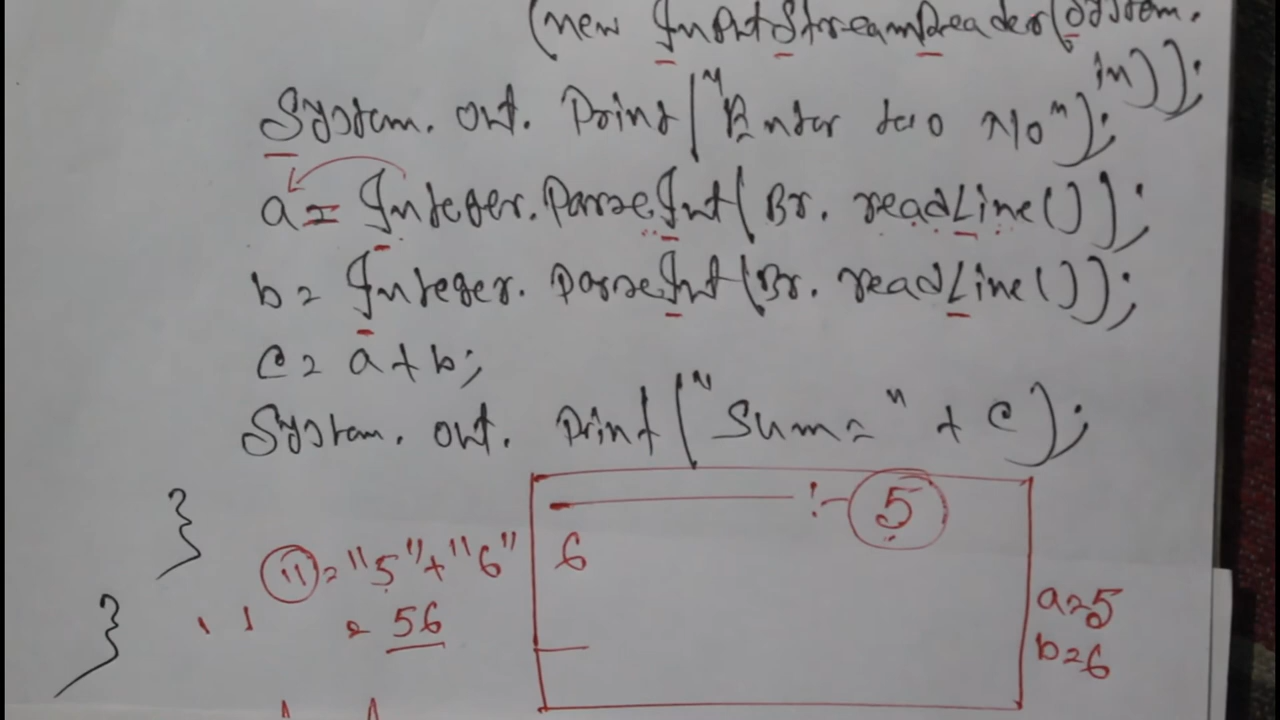 (new InputStreamReader(System.
in));
System. out. Print("Enter two No");
a = Integer.ParseInt(Br. readLine());
b = Integer. ParseInt(Br. readLine());
c = a + b;
System. out. Print("Sum=" + c);
}
:- 5
6
11 = "5" + "6"
= 56
a=5
b=6
}